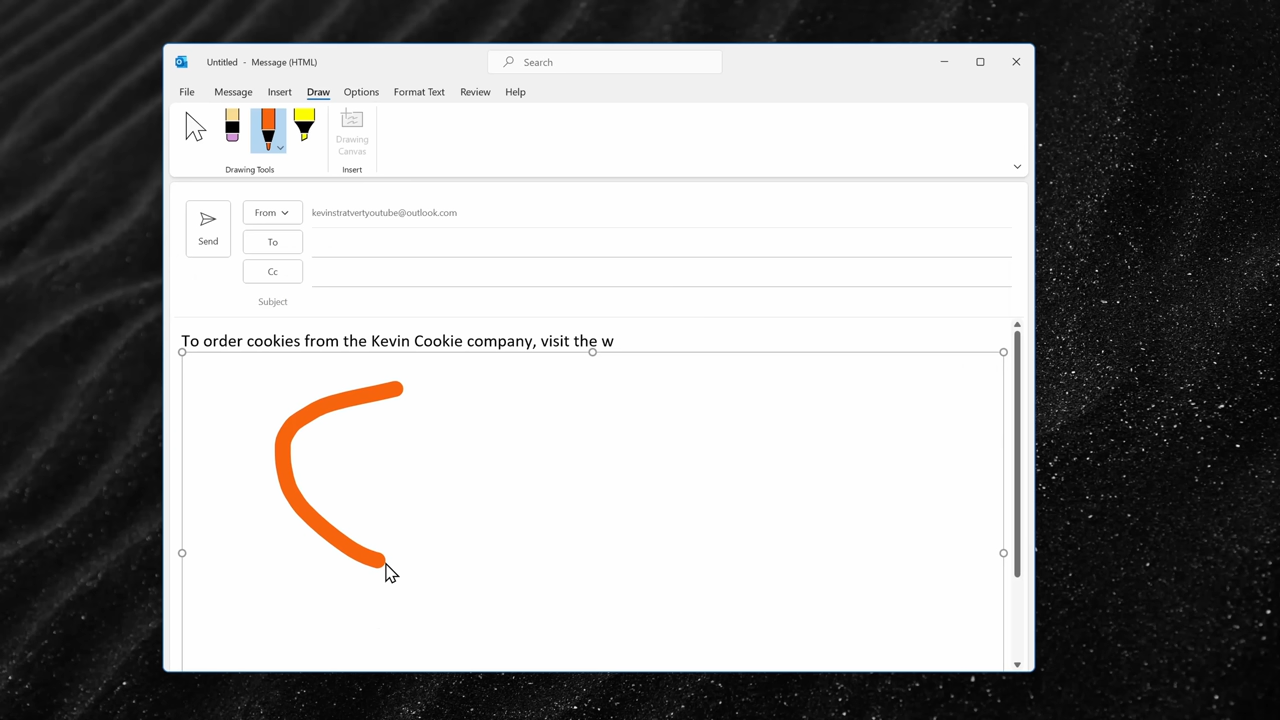 Untitled - Message (HTML)
Search
File Message Insert Draw Options Format Text Review Help
Drawing Canvas
Drawing Tools
Insert
Send
From kevinstratvertyoutube@outlook.com
To
Cc
Subject
To order cookies from the Kevin Cookie company, visit the w